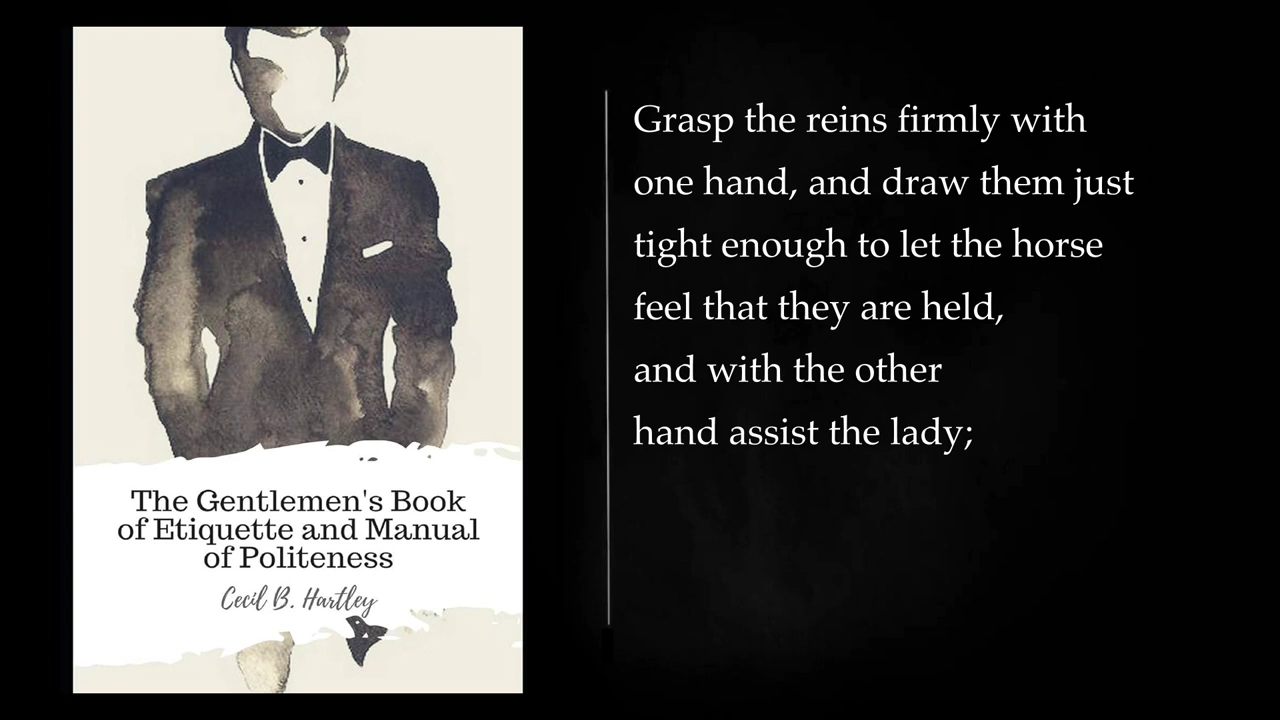 The Gentlemen's Book
of Etiquette and Manual
of Politeness
Cecil B. Hartley
Grasp the reins firmly with
one hand, and draw them just
tight enough to let the horse
feel that they are held,
and with the other
hand assist the lady;